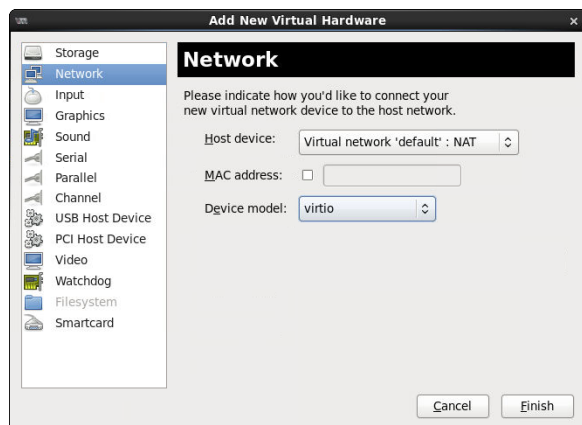 Add New Virtual Hardware
Storage
Network
Input
Graphics
Sound
Serial
Parallel
Channel
USB Host Device
PCI Host Device
Video
Watchdog
Filesystem
Smartcard
Network
Please indicate how you'd like to connect your
new virtual network device to the host network.
Host device: Virtual network 'default' : NAT
MAC address:
Device model: virtio
Cancel Finish